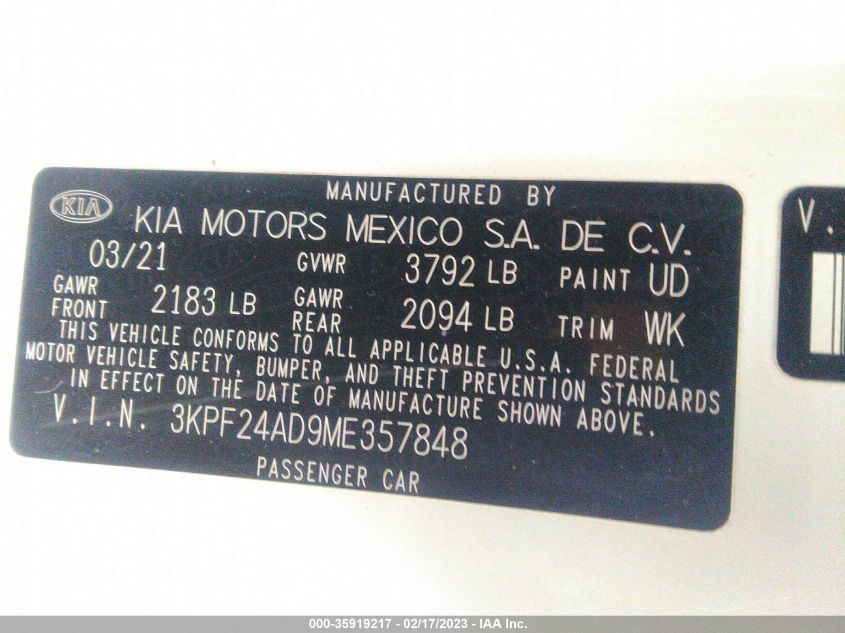 MANUFACTURED BY
KIA KIA MOTORS MEXICO S.A. DE C.V.
03/21 GVWR 3792 LB PAINT UD
GAWR FRONT 2183 LB GAWR REAR 2094 LB TRIM WK
THIS VEHICLE CONFORMS TO ALL APPLICABLE U.S.A. FEDERAL
MOTOR VEHICLE SAFETY, BUMPER, AND THEFT PREVENTION STANDARDS
IN EFFECT ON THE DATE OF MANUFACTURE SHOWN ABOVE.
V.I.N. 3KPF24AD9ME357848
PASSENGER CAR
V.
000-35919217 - 02/17/2023 - IAA Inc.